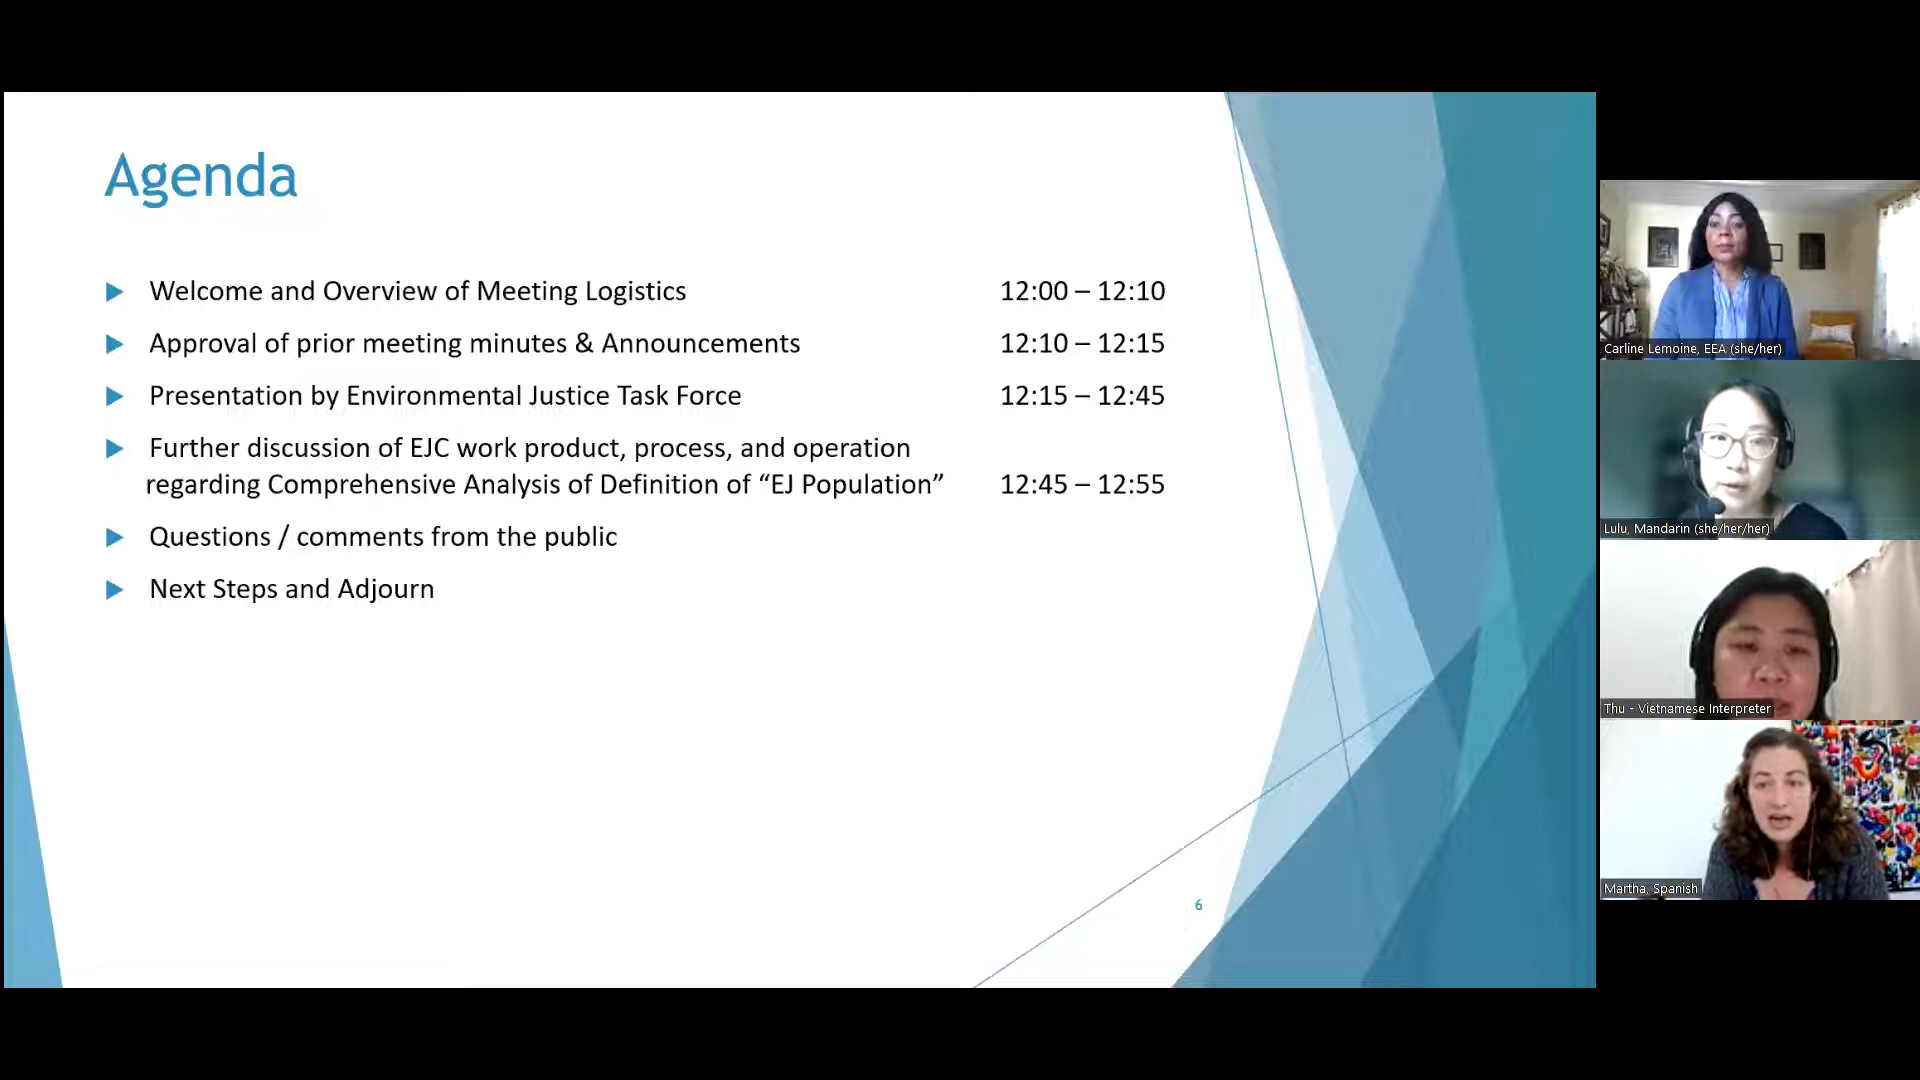 Agenda
Welcome and Overview of Meeting Logistics 12:00 – 12:10
Approval of prior meeting minutes & Announcements 12:10 – 12:15
Presentation by Environmental Justice Task Force 12:15 – 12:45
Further discussion of EJC work product, process, and operation
regarding Comprehensive Analysis of Definition of “EJ Population” 12:45 – 12:55
Questions / comments from the public
Next Steps and Adjourn
6
Carline Lemoine, EEA (she/her)
Lulu, Mandarin (she/her/her)
Thu - Vietnamese Interpreter
Martha, Spanish